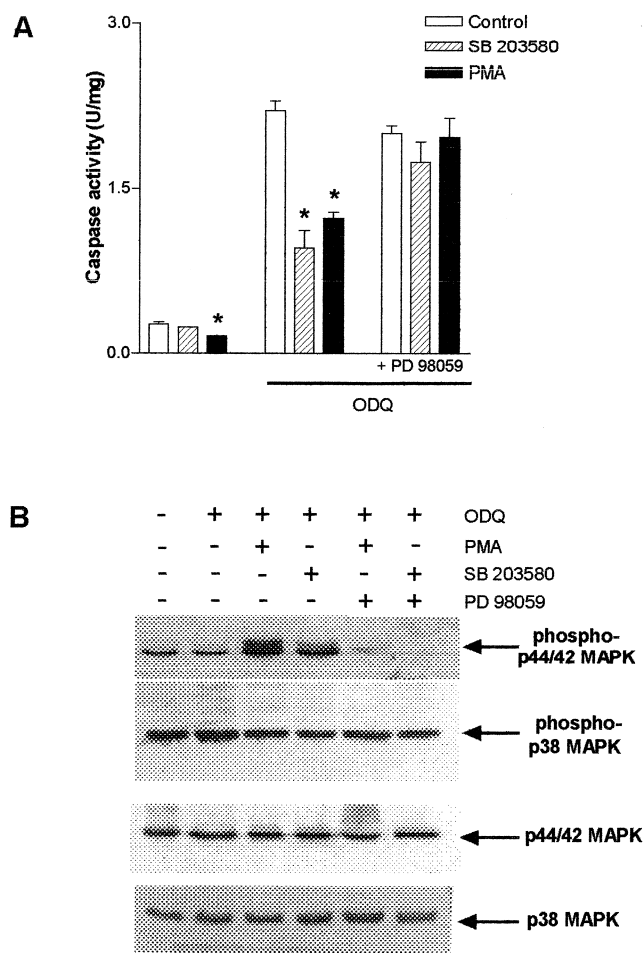 A
3.0
Control
SB 203580
PMA
Caspase activity (U/mg)
1.5
* *
*
0.0
+ PD 98059
ODQ
B
- + + + + + ODQ
- - + - + - PMA
- - - + - + SB 203580
- - - - + + PD 98059
phospho-
p44/42 MAPK
phospho-
p38 MAPK
p44/42 MAPK
p38 MAPK